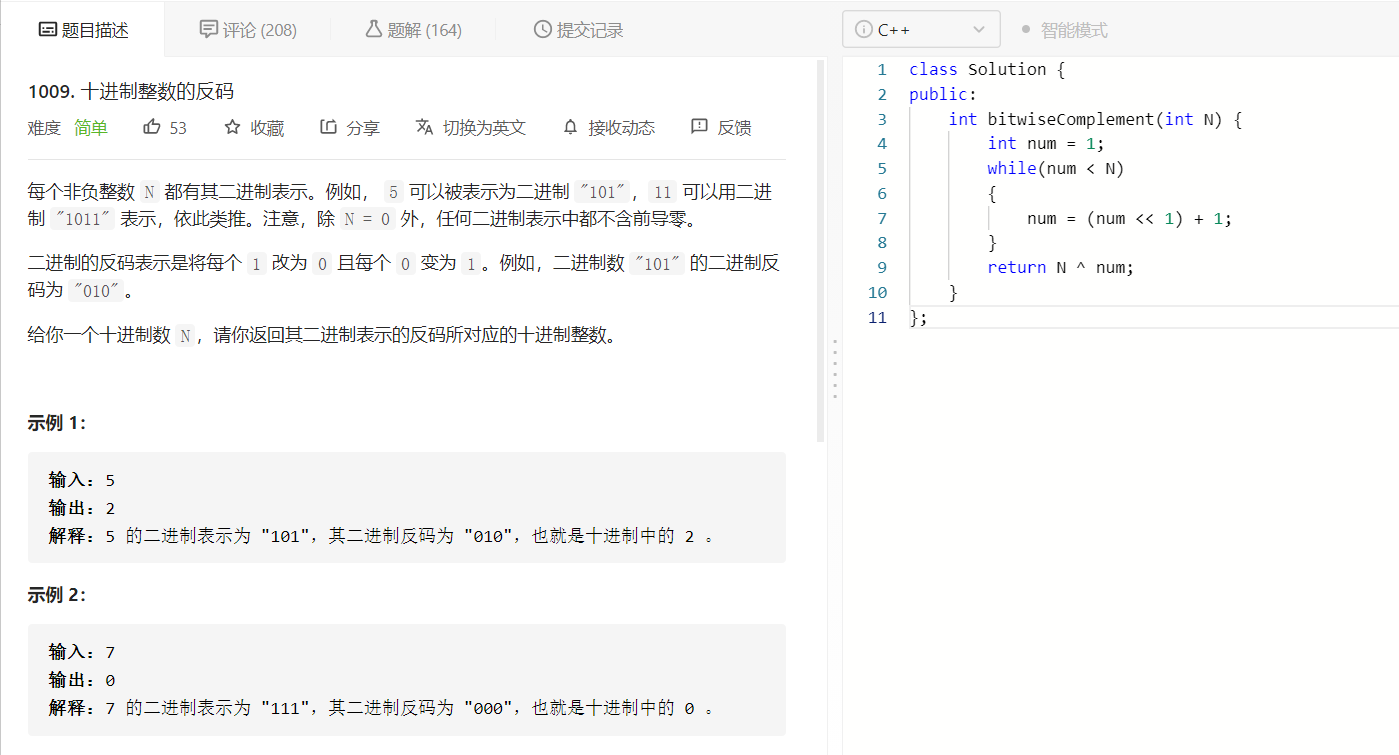 题目描述
评论 (208)
题解 (164)
提交记录
1009. 十进制整数的反码
难度 简单 53 收藏 分享 切换为英文 接收动态 反馈
每个非负整数 N 都有其二进制表示。例如， 5 可以被表示为二进制 "101"，11 可以用二进
制 "1011" 表示，依此类推。注意，除 N = 0 外，任何二进制表示中都不含前导零。
二进制的反码表示是将每个 1 改为 0 且每个 0 变为 1。例如，二进制数 "101" 的二进制反
码为 "010"。
给你一个十进制数 N，请你返回其二进制表示的反码所对应的十进制整数。
示例 1：
输入：5
输出：2
解释：5 的二进制表示为 "101"，其二进制反码为 "010"，也就是十进制中的 2 。
示例 2：
输入：7
输出：0
解释：7 的二进制表示为 "111"，其二进制反码为 "000"，也就是十进制中的 0 。
C++
智能模式
1 class Solution {
2 public:
3 int bitwiseComplement(int N) {
4 int num = 1;
5 while(num < N)
6 {
7 num = (num << 1) + 1;
8 }
9 return N ^ num;
10 }
11 };